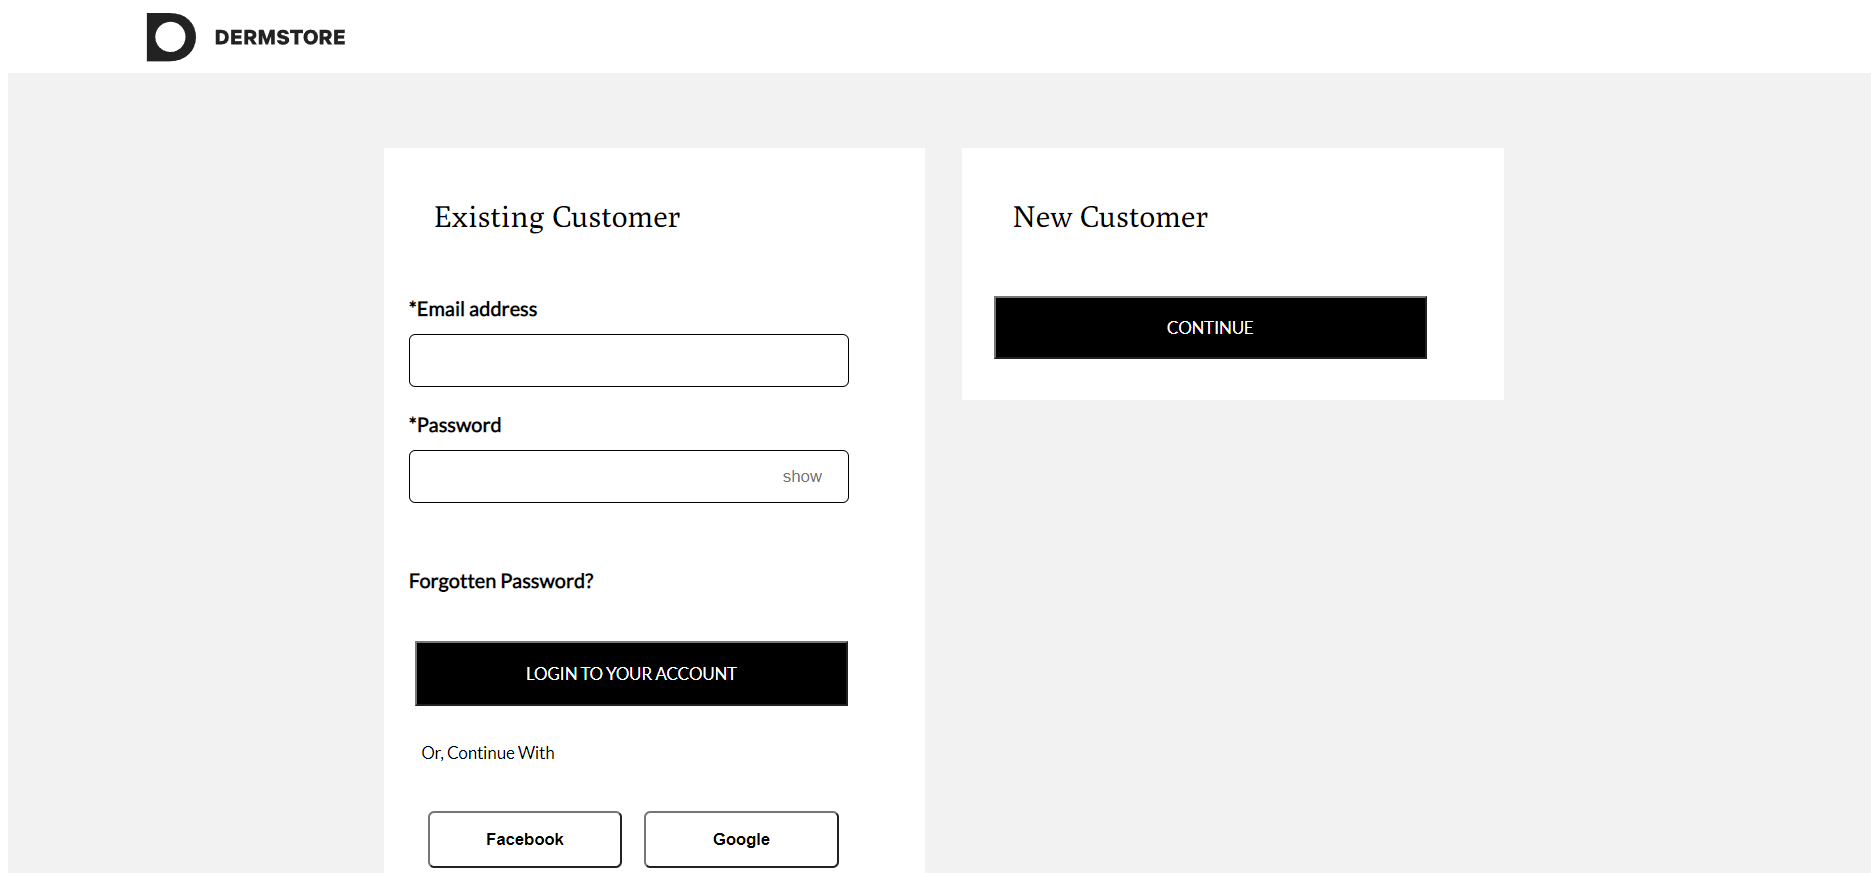 DERMSTORE
Existing Customer
*Email address
*Password
show
Forgotten Password?
LOGIN TO YOUR ACCOUNT
Or, Continue With
Facebook
Google
New Customer
CONTINUE